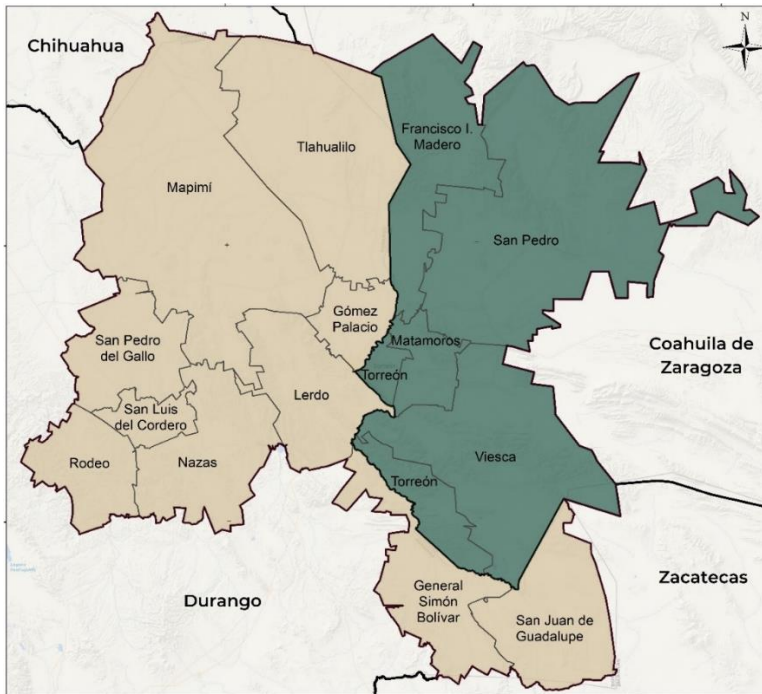 N
Chihuahua
Francisco I.
Madero
Tlahualilo
Mapimí
San Pedro
Gómez
Palacio
San Pedro
del Gallo
Matamoros
Coahuila de
Zaragoza
Torreón
Lerdo
San Luis
del Cordero
Viesca
Rodeo
Nazas
Torreón
Zacatecas
General
Simón
Bolívar
Durango
San Juan de
Guadalupe